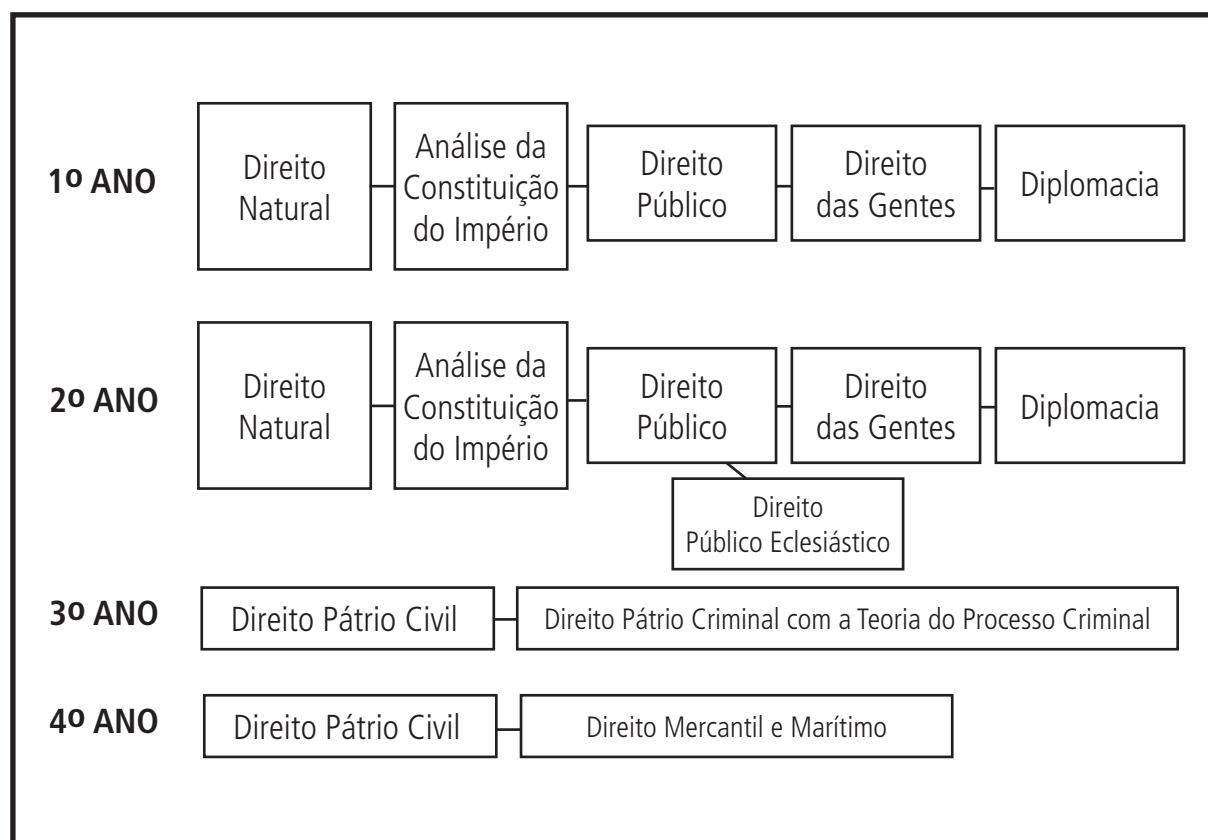 1º ANO
Direito
Natural
Análise da
Constituição
do Império
Direito
Público
Direito
das Gentes
Diplomacia
2º ANO
Direito
Natural
Análise da
Constituição
do Império
Direito
Público
Direito
das Gentes
Diplomacia
Direito
Público Eclesiástico
3º ANO
Direito Pátrio Civil
Direito Pátrio Criminal com a Teoria do Processo Criminal
4º ANO
Direito Pátrio Civil
Direito Mercantil e Marítimo